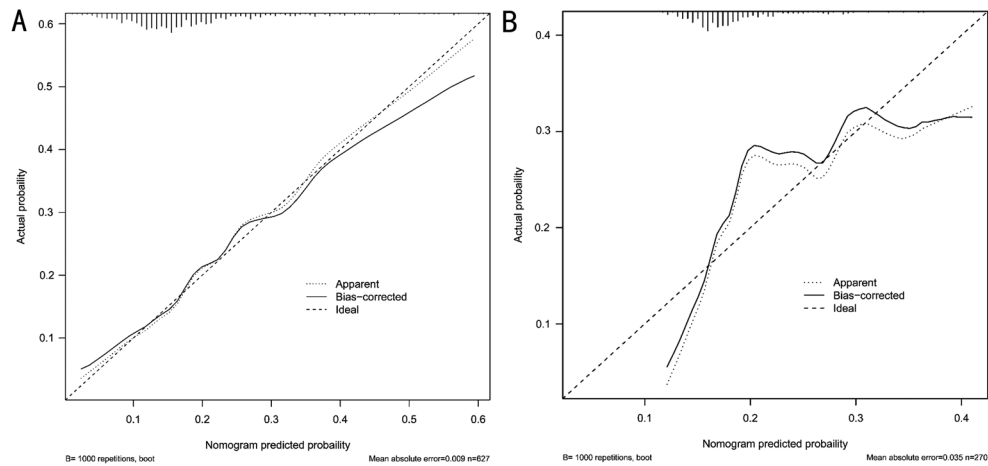 A
0.6
0.5
0.4
0.3
0.2
0.1
Actual probaility
Apparent
Bias-corrected
Ideal
0.1 0.2 0.3 0.4 0.5 0.6
Nomogram predicted probaility
B= 1000 repetitions, boot
Mean absolute error=0.009 n=627
B
0.4
0.3
0.2
0.1
Actual probaility
Apparent
Bias-corrected
Ideal
0.1 0.2 0.3 0.4
Nomogram predicted probaility
B= 1000 repetitions, boot
Mean absolute error=0.035 n=270